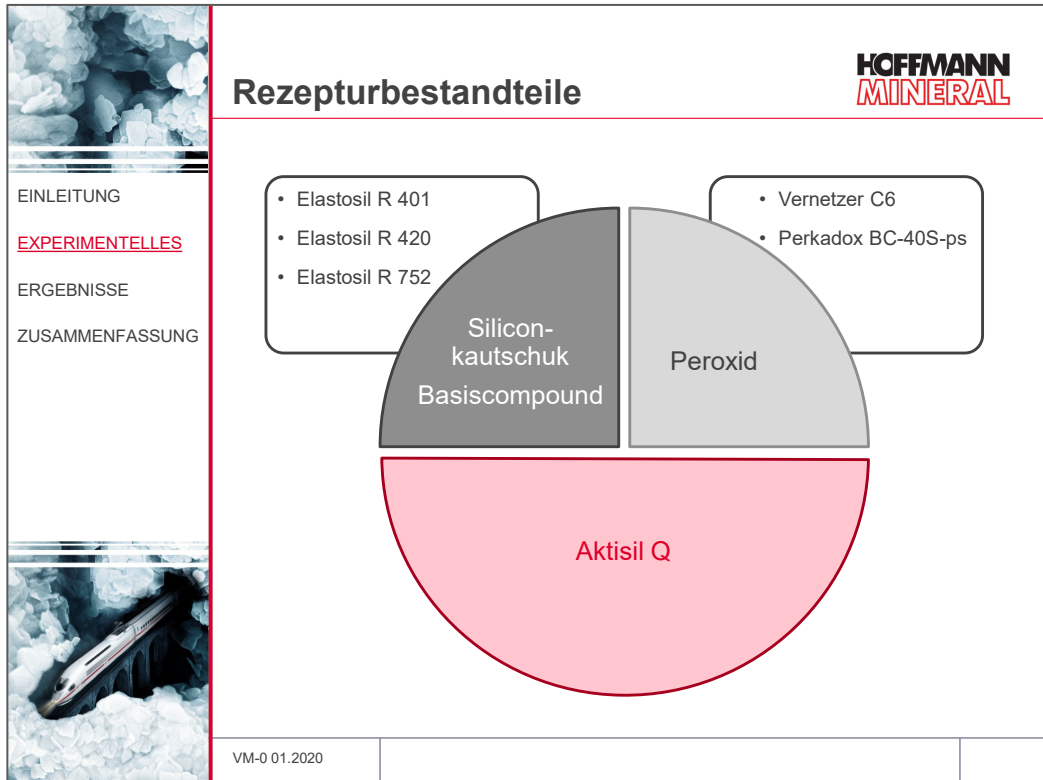 Rezepturbestandteile
HOFFMANN
MINERAL
EINLEITUNG
EXPERIMENTELLES
ERGEBNISSE
ZUSAMMENFASSUNG
• Elastosil R 401
• Elastosil R 420
• Elastosil R 752
• Vernetzer C6
• Perkadox BC-40S-ps
Silicon-
kautschuk
Basiscompound
Peroxid
Aktisil Q
VM-0 01.2020